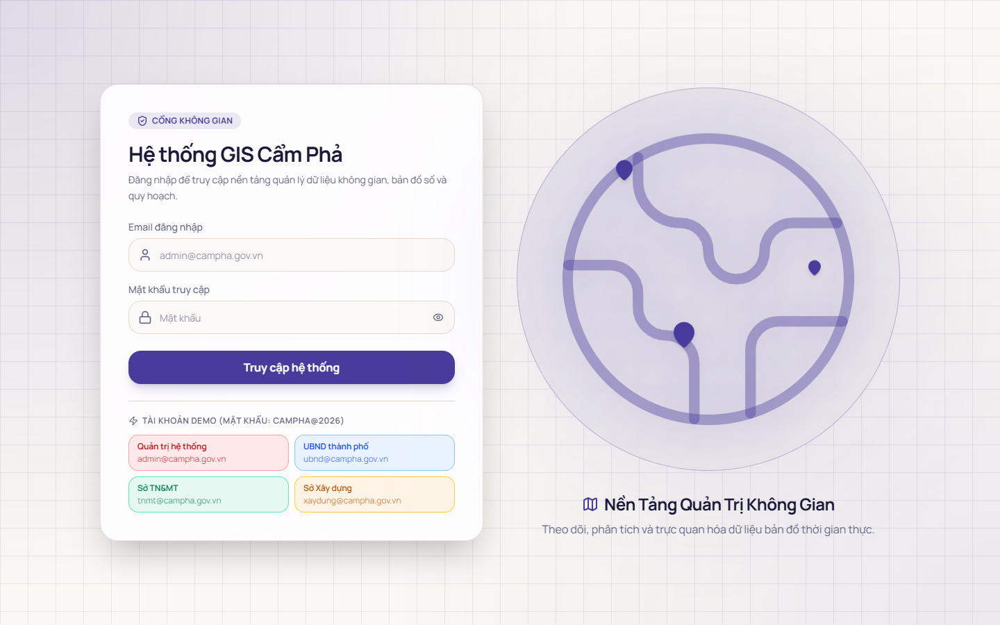 CỔNG KHÔNG GIAN
Hệ thống GIS Cẩm Phả
Đăng nhập để truy cập nền tảng quản lý dữ liệu không gian, bản đồ số và
quy hoạch.
Email đăng nhập
admin@campha.gov.vn
Mật khẩu truy cập
Mật khẩu
Truy cập hệ thống
TÀI KHOẢN DEMO (MẬT KHẨU: CAMPHA@2026)
Quản trị hệ thống
admin@campha.gov.vn
UBND thành phố
ubnd@campha.gov.vn
Sở TN&MT
tnmt@campha.gov.vn
Sở Xây dựng
xaydung@campha.gov.vn
Nền Tảng Quản Trị Không Gian
Theo dõi, phân tích và trực quan hóa dữ liệu bản đồ thời gian thực.